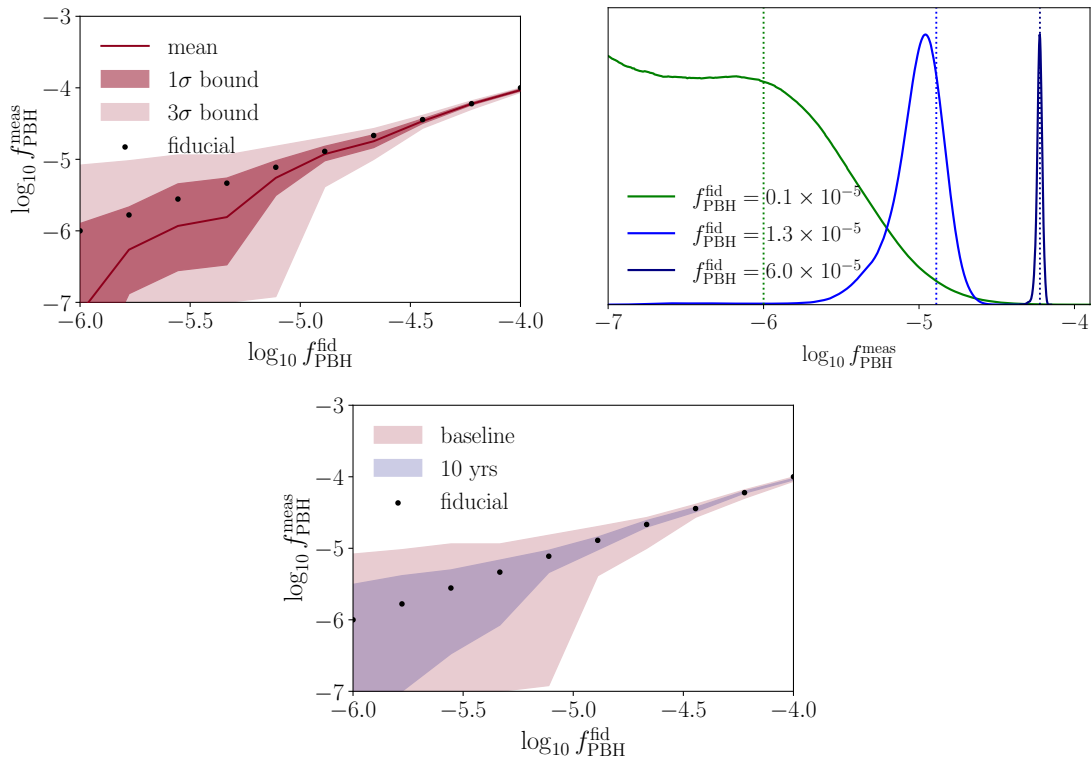 −3
−4
−5
−6
−7
log₁₀ f_PBH^meas
mean
1σ bound
3σ bound
fiducial
−6.0
−5.5
−5.0
−4.5
−4.0
log₁₀ f_PBH^fid
f_PBH^fid = 0.1 × 10⁻⁵
f_PBH^fid = 1.3 × 10⁻⁵
f_PBH^fid = 6.0 × 10⁻⁵
−7
−6
−5
−4
log₁₀ f_PBH^meas
−3
−4
−5
−6
−7
log₁₀ f_PBH^meas
baseline
10 yrs
fiducial
−6.0
−5.5
−5.0
−4.5
−4.0
log₁₀ f_PBH^fid